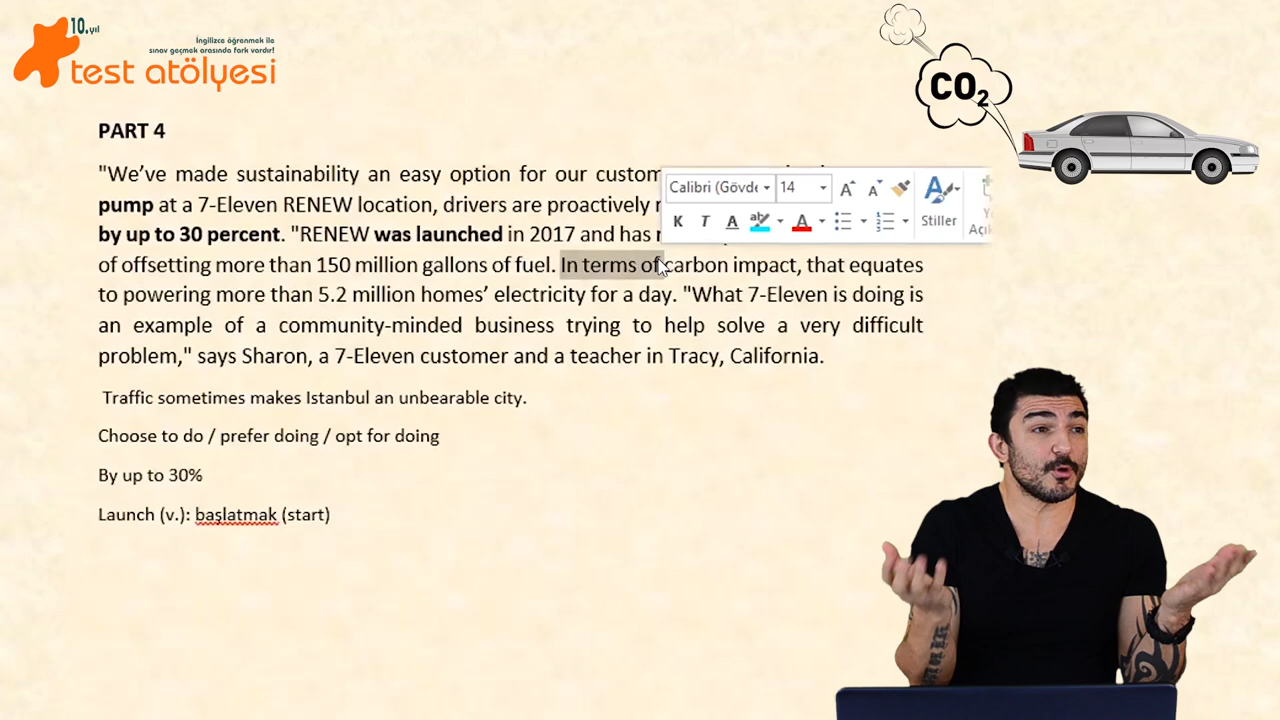 10.yıl
İngilizce öğrenmek ile
sınav geçmek arasında fark vardır!
test atölyesi
CO2
PART 4
"We've made sustainability an easy option for our custom
pump at a 7-Eleven RENEW location, drivers are proactively
by up to 30 percent. "RENEW was launched in 2017 and has
of offsetting more than 150 million gallons of fuel. In terms of carbon impact, that equates
to powering more than 5.2 million homes' electricity for a day. "What 7-Eleven is doing is
an example of a community-minded business trying to help solve a very difficult
problem," says Sharon, a 7-Eleven customer and a teacher in Tracy, California.
Calibri (Gövde 14 A A A Stiller
K T A ab A
Traffic sometimes makes Istanbul an unbearable city.
Choose to do / prefer doing / opt for doing
By up to 30%
Launch (v.): başlatmak (start)